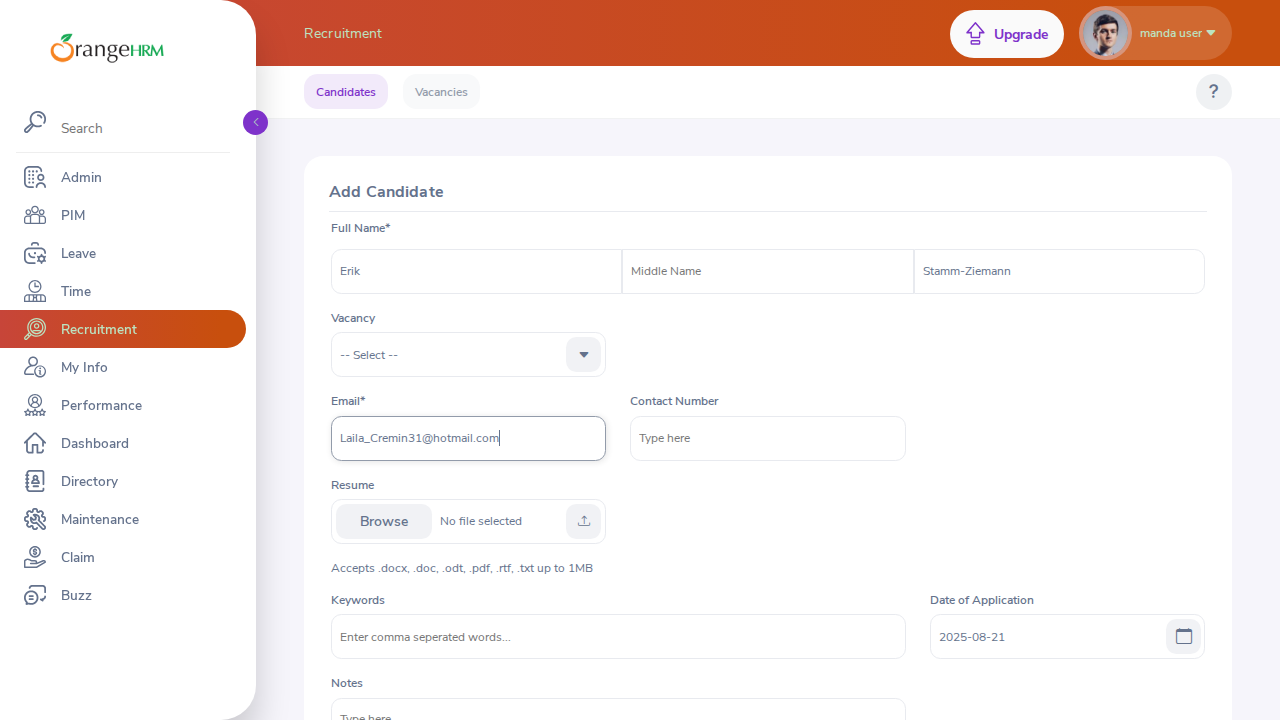 OrangeHRM
Recruitment
Upgrade
manda user
Candidates
Vacancies
?
Search
Admin
PIM
Leave
Time
Recruitment
My Info
Performance
Dashboard
Directory
Maintenance
Claim
Buzz
Add Candidate
Full Name*
Erik
Middle Name
Stamm-Ziemann
Vacancy
-- Select --
Email*
Contact Number
Laila_Cremin31@hotmail.com
Type here
Resume
Browse
No file selected
Accepts .docx, .doc, .odt, .pdf, .rtf, .txt up to 1MB
Keywords
Date of Application
Enter comma seperated words...
2025-08-21
Notes
Type here